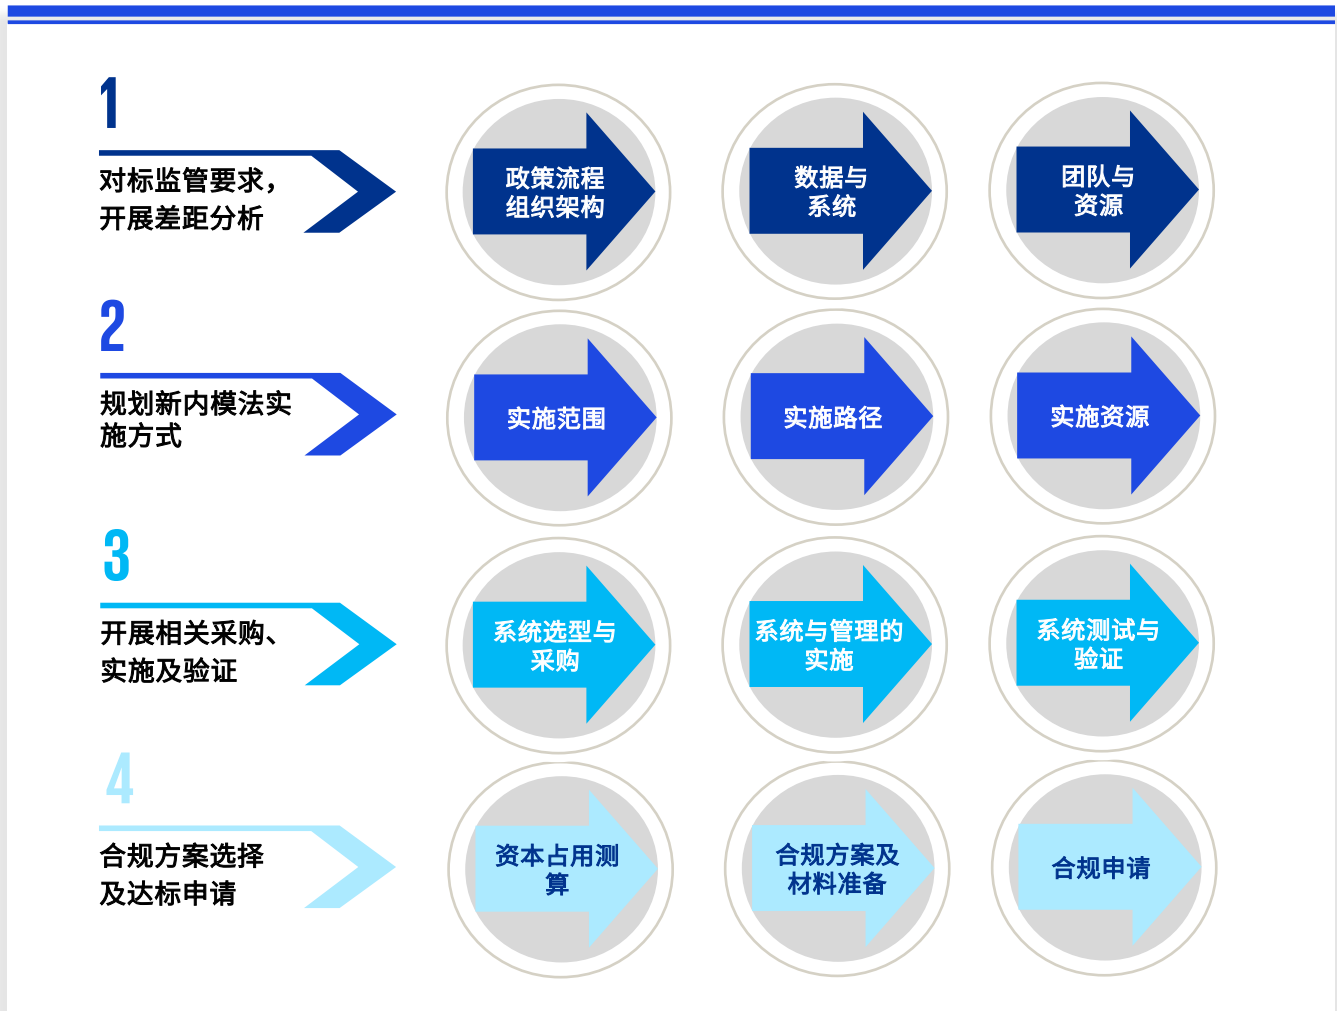 1
对标监管要求，
开展差距分析
政策流程
组织架构
数据与
系统
团队与
资源
2
规划新内模法实
施方式
实施范围
实施路径
实施资源
3
开展相关采购、
实施及验证
系统选型与
采购
系统与管理的
实施
系统测试与
验证
4
合规方案选择
及达标申请
资本占用测
算
合规方案及
材料准备
合规申请